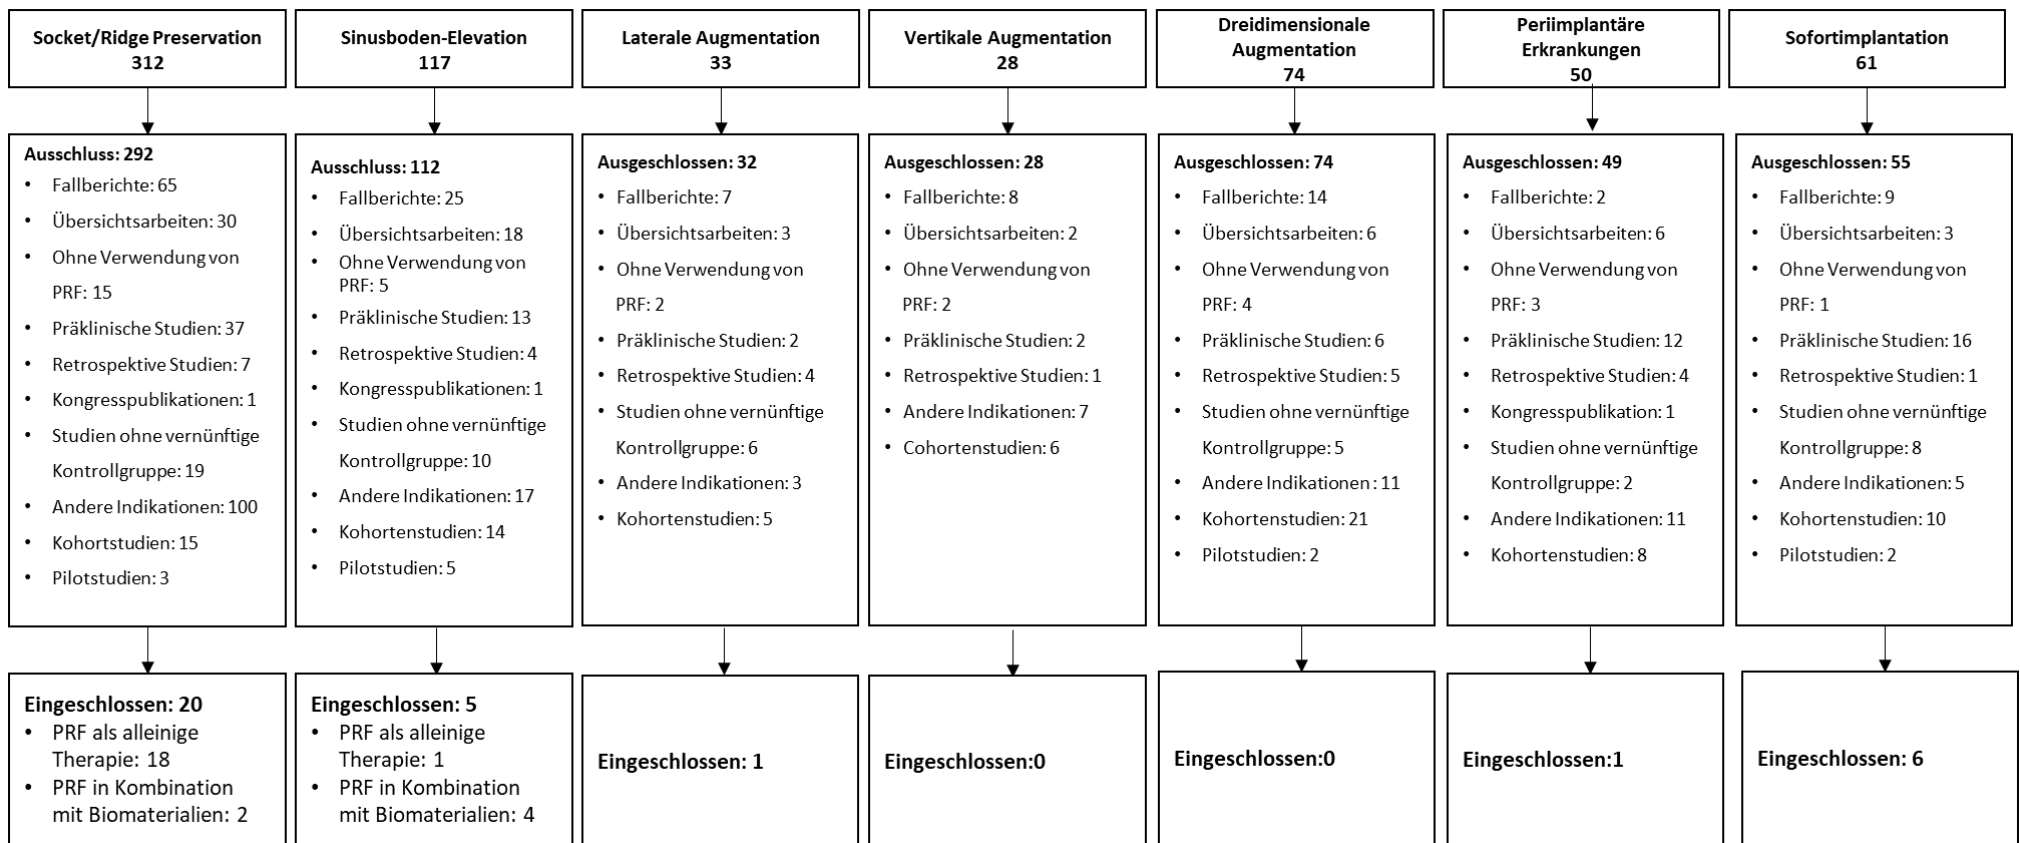 Socket/Ridge Preservation
312
Sinusboden-Elevation
117
Laterale Augmentation
33
Vertikale Augmentation
28
Dreidimensionale
Augmentation
74
Periimplantäre
Erkrankungen
50
Sofortimplantation
61
Ausschluss: 292
• Fallberichte: 65
• Übersichtsarbeiten: 30
• Ohne Verwendung von
PRF: 15
• Präklinische Studien: 37
• Retrospektive Studien: 7
• Kongresspublikationen: 1
• Studien ohne vernünftige
Kontrollgruppe: 19
• Andere Indikationen: 100
• Kohortstudien: 15
• Pilotstudien: 3
Ausschluss: 112
• Fallberichte: 25
• Übersichtsarbeiten: 18
• Ohne Verwendung von
PRF: 5
• Präklinische Studien: 13
• Retrospektive Studien: 4
• Kongresspublikationen: 1
• Studien ohne vernünftige
Kontrollgruppe: 10
• Andere Indikationen: 17
• Kohortenstudien: 14
• Pilotstudien: 5
Ausgeschlossen: 32
• Fallberichte: 7
• Übersichtsarbeiten: 3
• Ohne Verwendung von
PRF: 2
• Präklinische Studien: 2
• Retrospektive Studien: 4
• Studien ohne vernünftige
Kontrollgruppe: 6
• Andere Indikationen: 3
• Kohortenstudien: 5
Ausgeschlossen: 28
• Fallberichte: 8
• Übersichtsarbeiten: 2
• Ohne Verwendung von
PRF: 2
• Präklinische Studien: 2
• Retrospektive Studien: 1
• Andere Indikationen: 7
• Cohortenstudien: 6
Ausgeschlossen: 74
• Fallberichte: 14
• Übersichtsarbeiten: 6
• Ohne Verwendung von
PRF: 4
• Präklinische Studien: 6
• Retrospektive Studien: 5
• Studien ohne vernünftige
Kontrollgruppe: 5
• Andere Indikationen: 11
• Kohortenstudien: 21
• Pilotstudien: 2
Ausgeschlossen: 49
• Fallberichte: 2
• Übersichtsarbeiten: 6
• Ohne Verwendung von
PRF: 3
• Präklinische Studien: 12
• Retrospektive Studien: 4
• Kongresspublikation: 1
• Studien ohne vernünftige
Kontrollgruppe: 2
• Andere Indikationen: 11
• Kohortenstudien: 8
Ausgeschlossen: 55
• Fallberichte: 9
• Übersichtsarbeiten: 3
• Ohne Verwendung von
PRF: 1
• Präklinische Studien: 16
• Retrospektive Studien: 1
• Studien ohne vernünftige
Kontrollgruppe: 8
• Andere Indikationen: 5
• Kohortenstudien: 10
• Pilotstudien: 2
Eingeschlossen: 20
• PRF als alleinige
Therapie: 18
• PRF in Kombination
mit Biomaterialien: 2
Eingeschlossen: 5
• PRF als alleinige
Therapie: 1
• PRF in Kombination
mit Biomaterialien: 4
Eingeschlossen: 1
Eingeschlossen:0
Eingeschlossen:0
Eingeschlossen:1
Eingeschlossen: 6